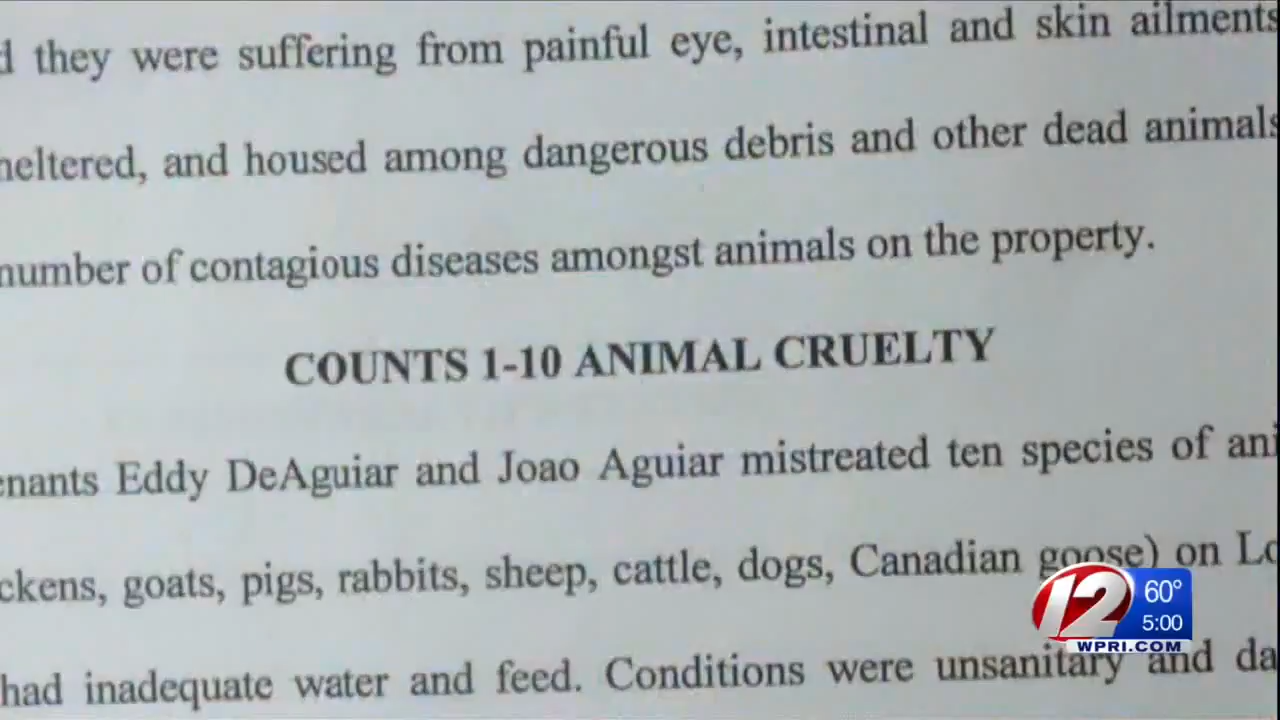 d they were suffering from painful eye, intestinal and skin ailments
heltered, and housed among dangerous debris and other dead animals
number of contagious diseases amongst animals on the property.
COUNTS 1-10 ANIMAL CRUELTY
enants Eddy DeAguiar and Joao Aguiar mistreated ten species of ani
ckens, goats, pigs, rabbits, sheep, cattle, dogs, Canadian goose) on Lo
had inadequate water and feed. Conditions were unsanitary and da
12
60°
5:00
WPRI.COM